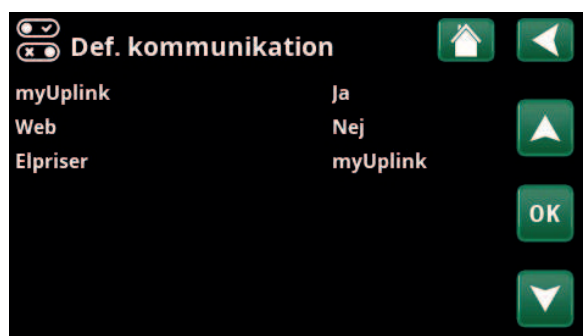 Def. kommunikation
myUplink Ja
Web Nej
Elpriser myUplink
OK